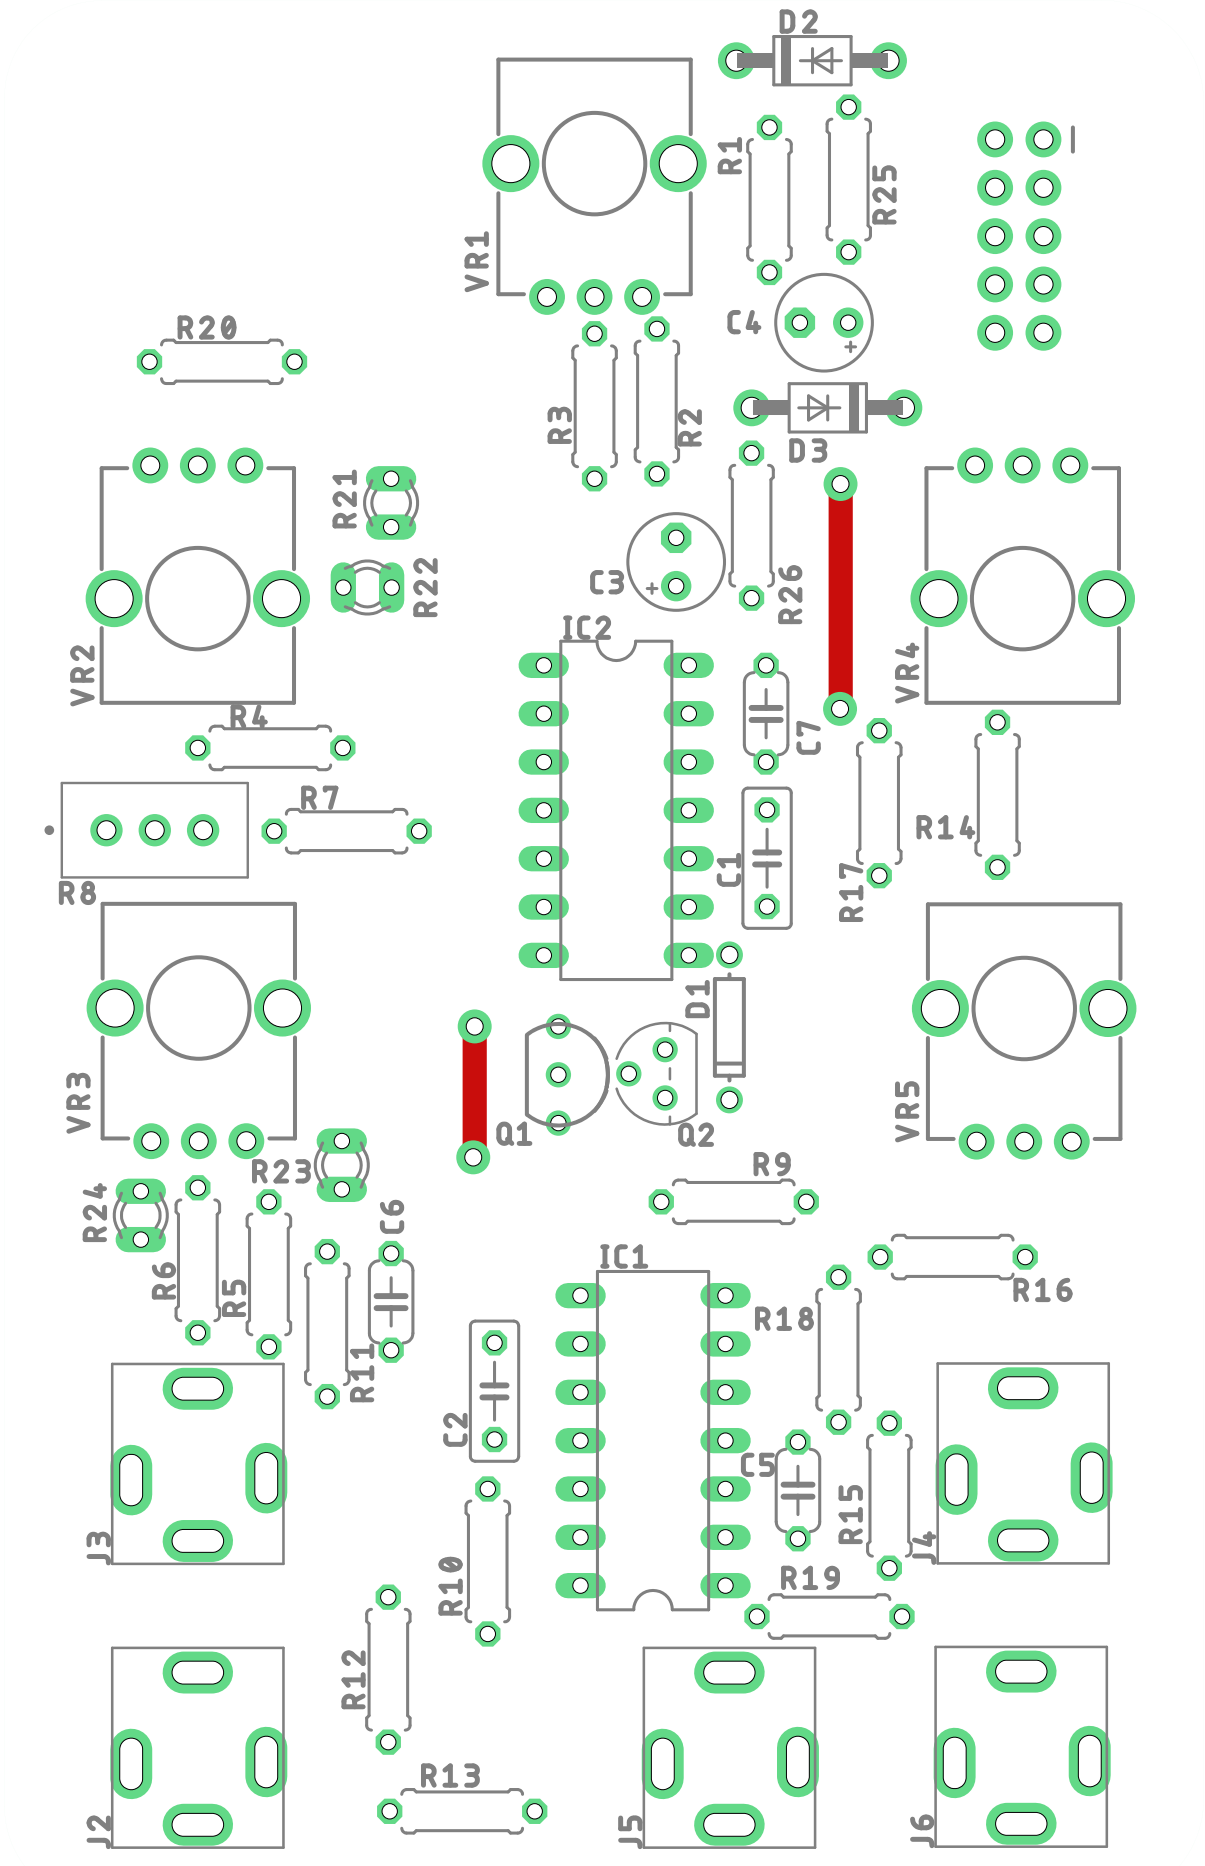 D2
R1
R25
VR1
C4
+
R20
R3
R2
D3
R21
C3
+
R26
R22
IC2
VR2
VR4
R4
C7
R7
R14
R8
C1
R17
D1
VR3
VR5
Q1
Q2
R23
R9
R24
C6
R6
R5
IC1
R16
R18
R11
C2
C5
R15
J3
J4
R10
R19
R12
R13
J2
J5
J6